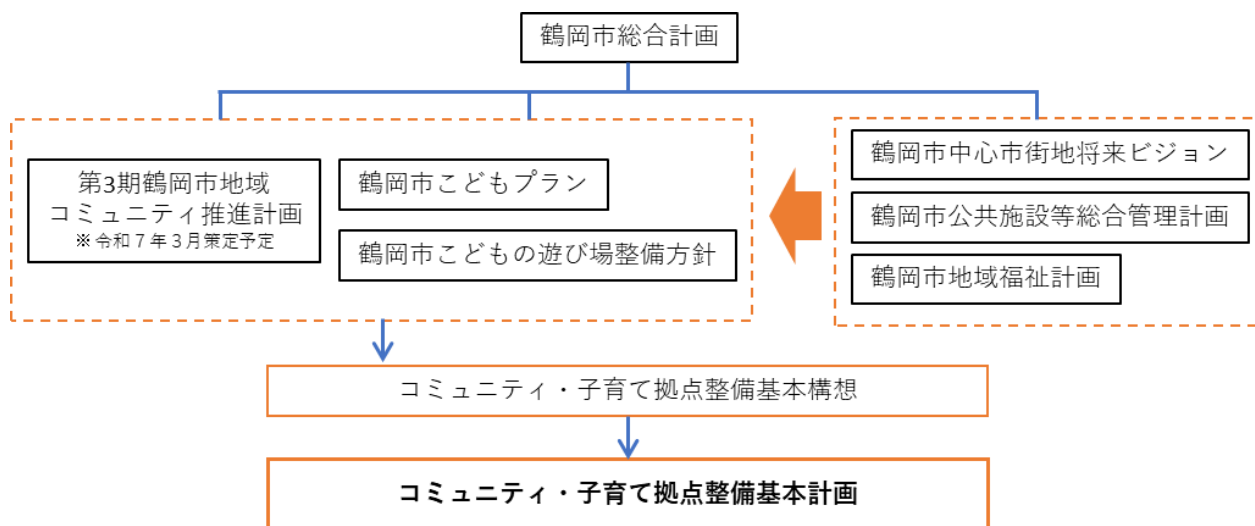 鶴岡市総合計画
第3期鶴岡市地域
コミュニティ推進計画
※令和７年３月策定予定
鶴岡市こどもプラン
鶴岡市こどもの遊び場整備方針
鶴岡市中心市街地将来ビジョン
鶴岡市公共施設等総合管理計画
鶴岡市地域福祉計画
コミュニティ・子育て拠点整備基本構想
コミュニティ・子育て拠点整備基本計画